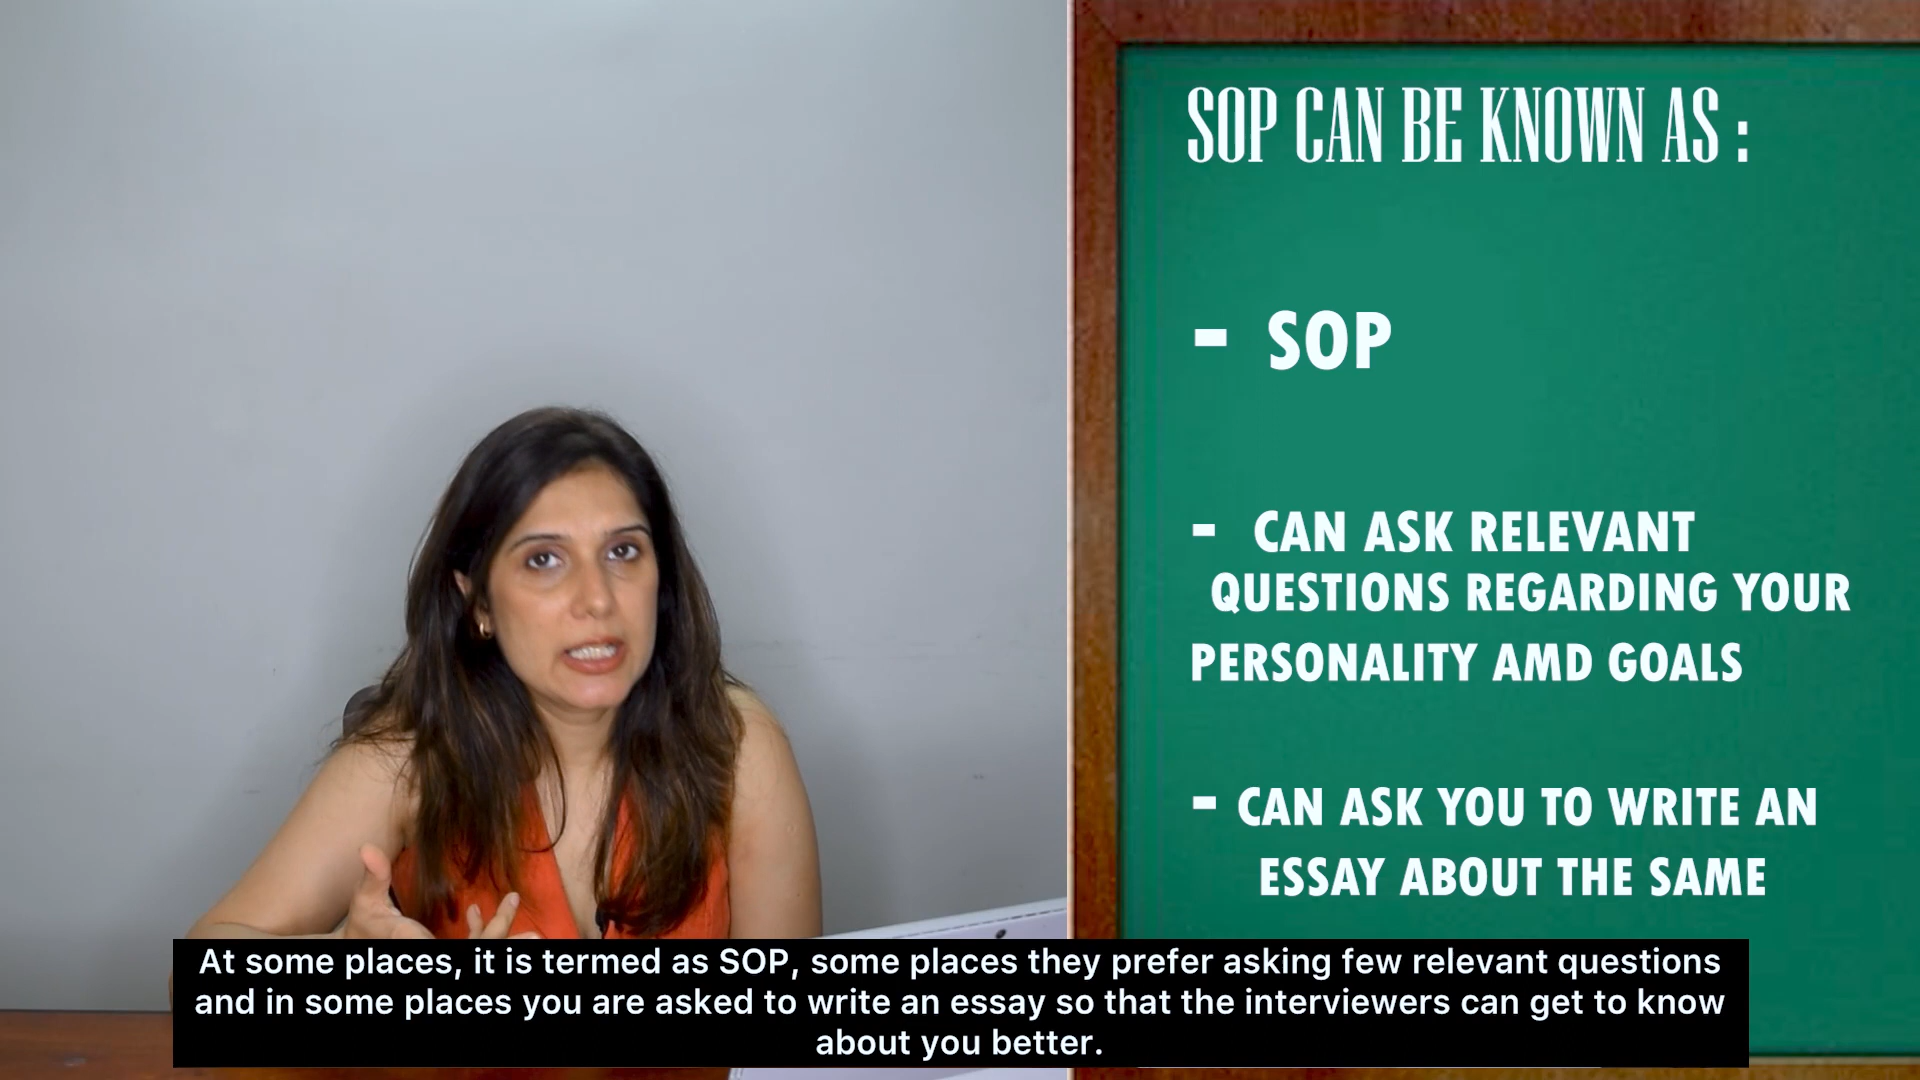 SOP CAN BE KNOWN AS :
- SOP
- CAN ASK RELEVANT
QUESTIONS REGARDING YOUR
PERSONALITY AMD GOALS
- CAN ASK YOU TO WRITE AN
ESSAY ABOUT THE SAME
At some places, it is termed as SOP, some places they prefer asking few relevant questions
and in some places you are asked to write an essay so that the interviewers can get to know
about you better.